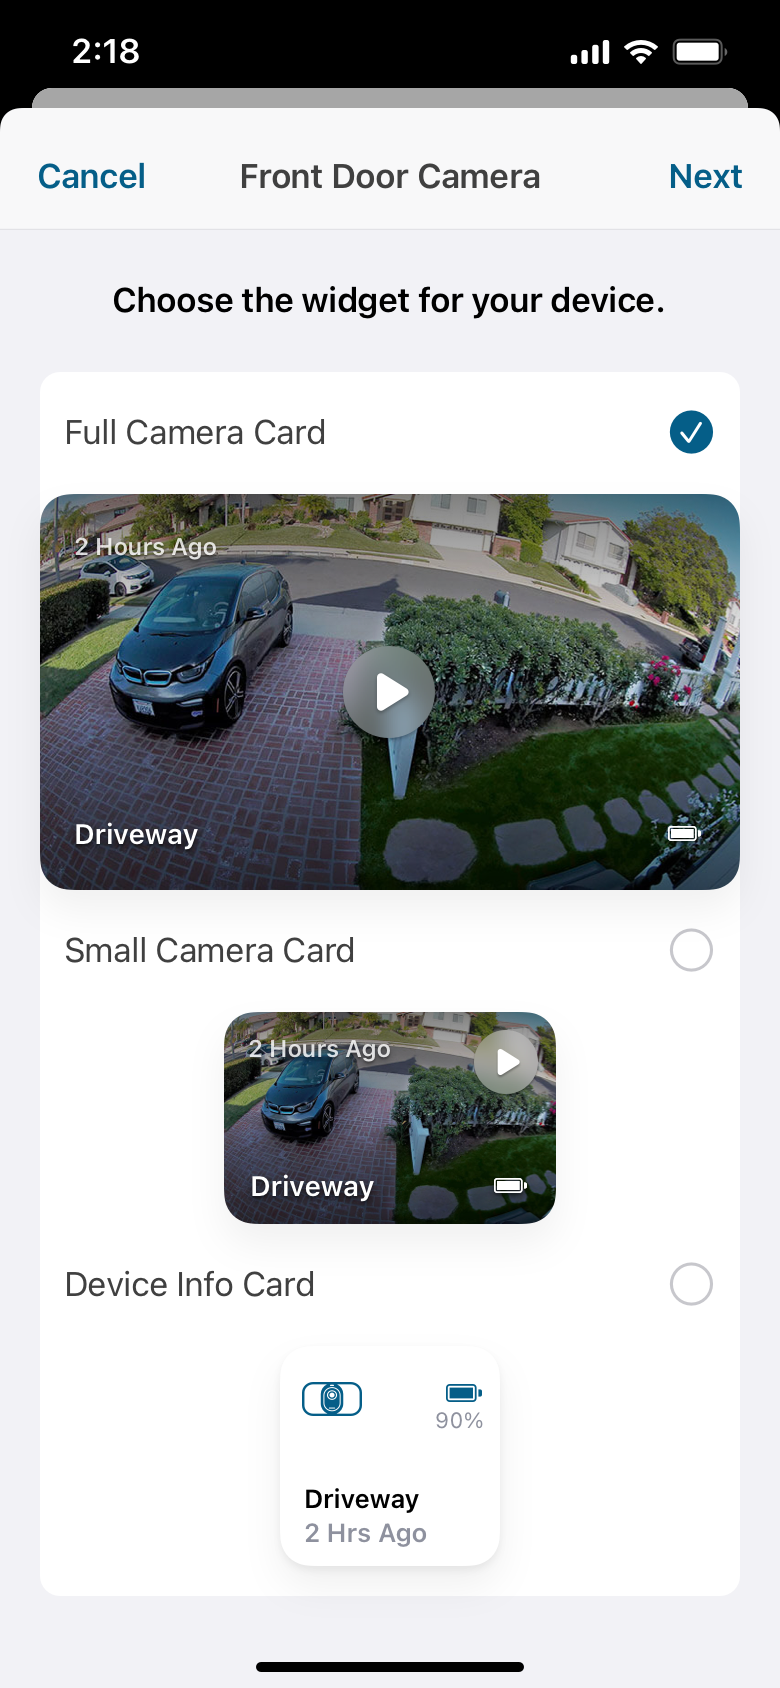 2:18
Cancel
Front Door Camera
Next
Choose the widget for your device.
Full Camera Card
2 Hours Ago
Driveway
Small Camera Card
2 Hours Ago
Driveway
Device Info Card
90%
Driveway
2 Hrs Ago